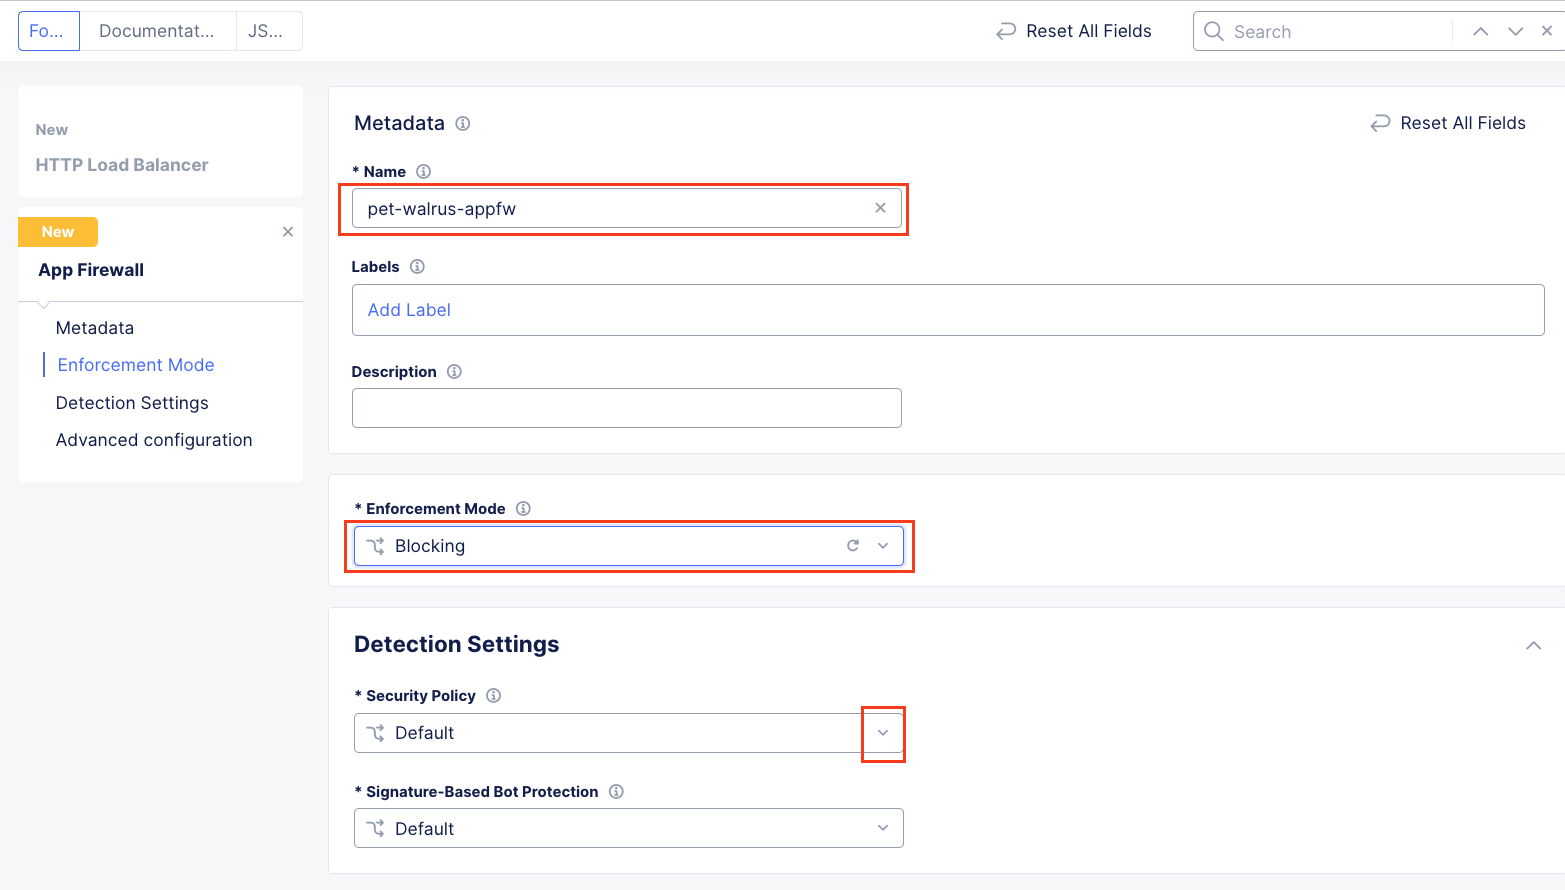 Fo...
Documentat...
JS...
Reset All Fields
Search
New
HTTP Load Balancer
New
App Firewall
Metadata
Enforcement Mode
Detection Settings
Advanced configuration
Metadata
Reset All Fields
* Name
pet-walrus-appfw
Labels
Add Label
Description
* Enforcement Mode
Blocking
Detection Settings
* Security Policy
Default
* Signature-Based Bot Protection
Default